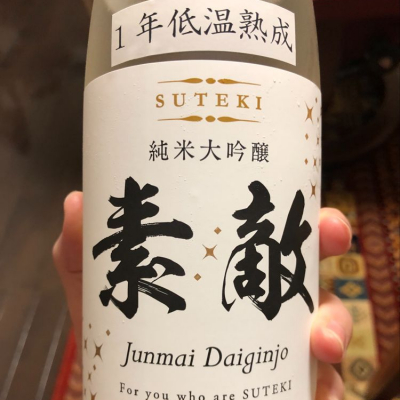 1年低温熟成
SUTEKI
純米大吟醸
素敵
Junmai Daiginjo
For you who are SUTEKI